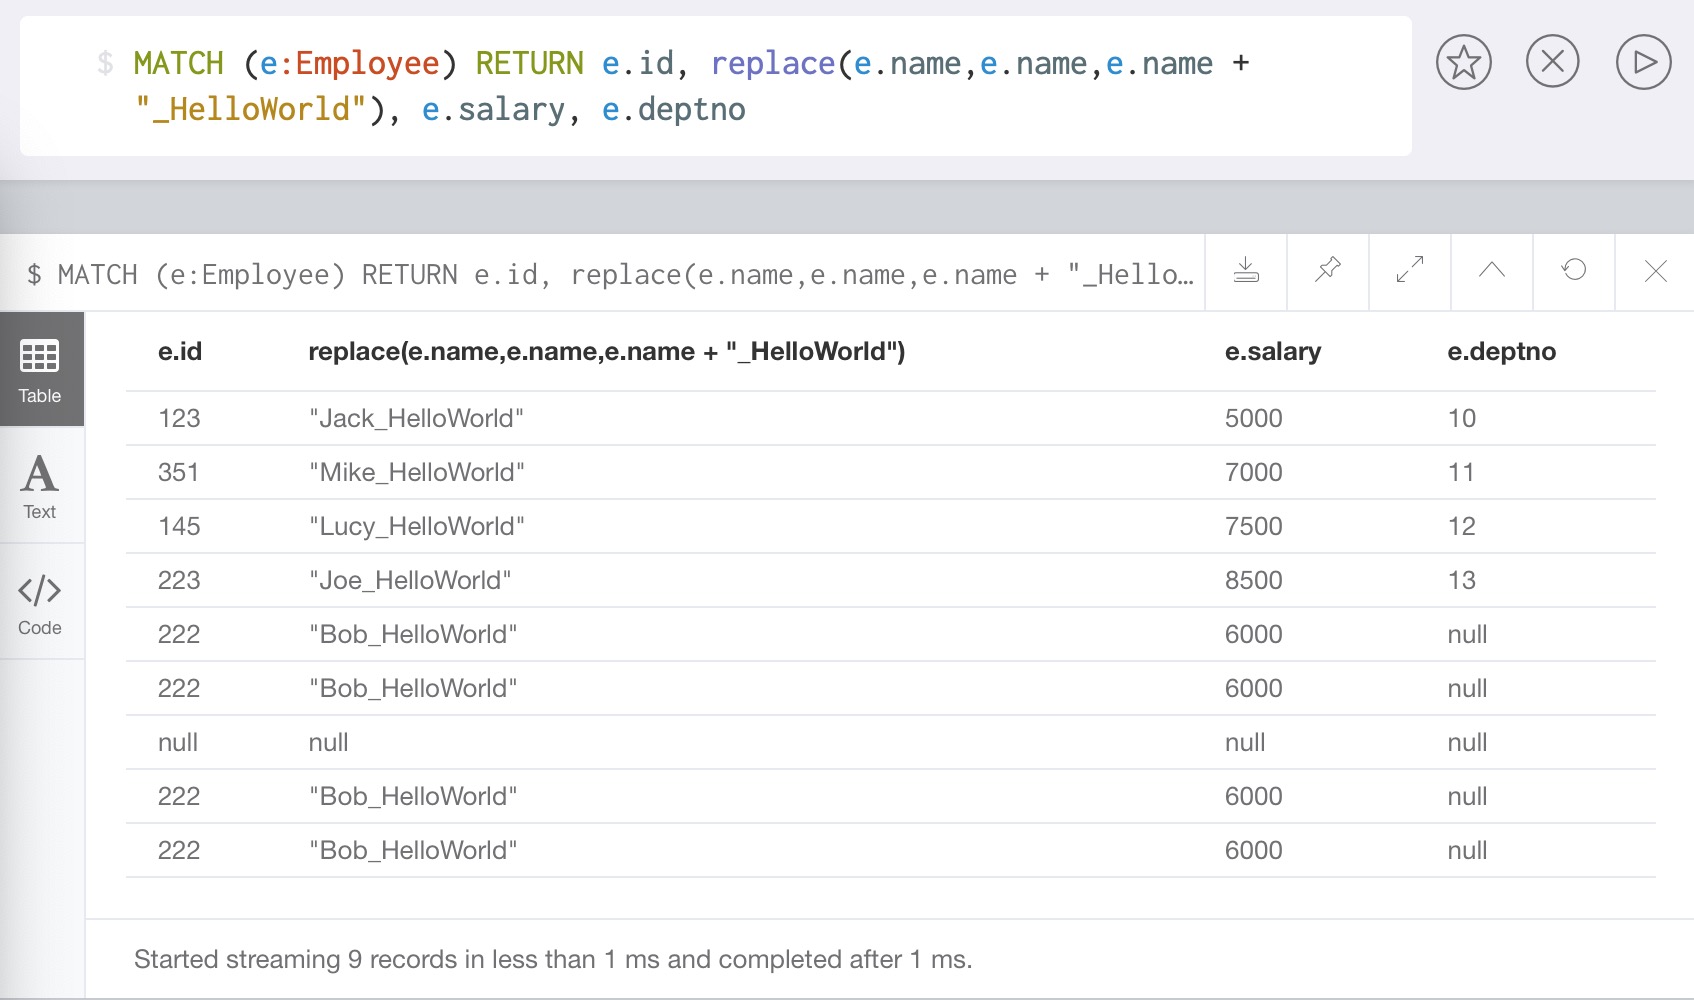 $ MATCH (e:Employee) RETURN e.id, replace(e.name,e.name,e.name +
"_HelloWorld"), e.salary, e.deptno
$ MATCH (e:Employee) RETURN e.id, replace(e.name,e.name,e.name + "_Hello…
Table
Text
Code
e.id replace(e.name,e.name,e.name + "_HelloWorld") e.salary e.deptno
123 "Jack_HelloWorld" 5000 10
351 "Mike_HelloWorld" 7000 11
145 "Lucy_HelloWorld" 7500 12
223 "Joe_HelloWorld" 8500 13
222 "Bob_HelloWorld" 6000 null
222 "Bob_HelloWorld" 6000 null
null null null null
222 "Bob_HelloWorld" 6000 null
222 "Bob_HelloWorld" 6000 null
Started streaming 9 records in less than 1 ms and completed after 1 ms.